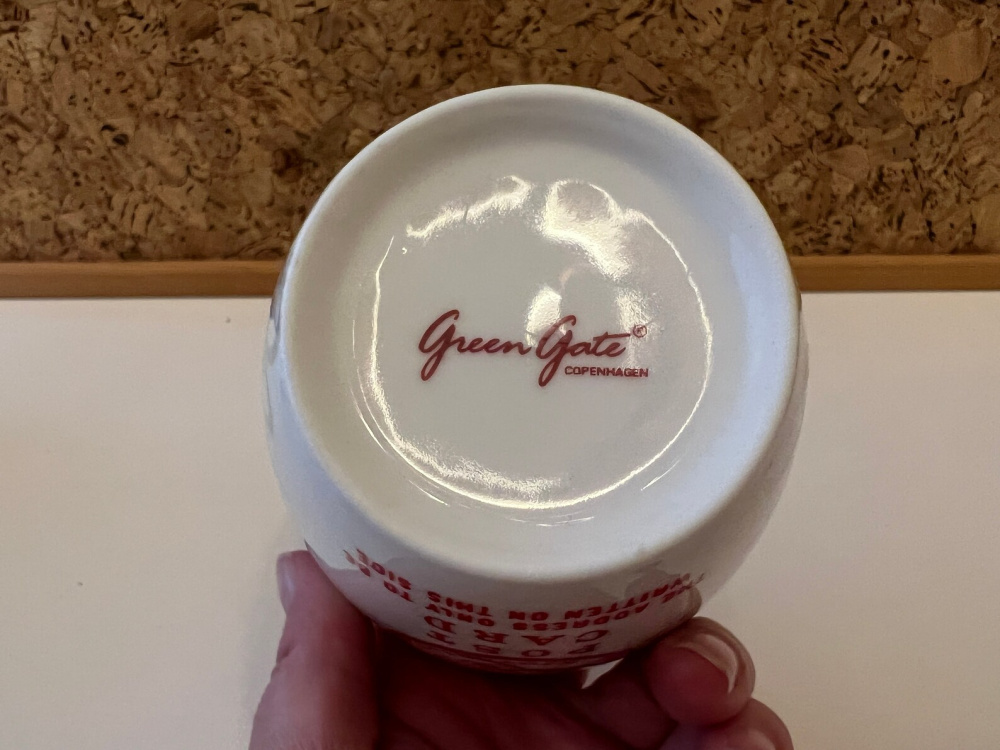 Green Gate®
COPENHAGEN
POST
CARD
ADDRESS ONLY TO
WRITTEN ON THIS SIDE